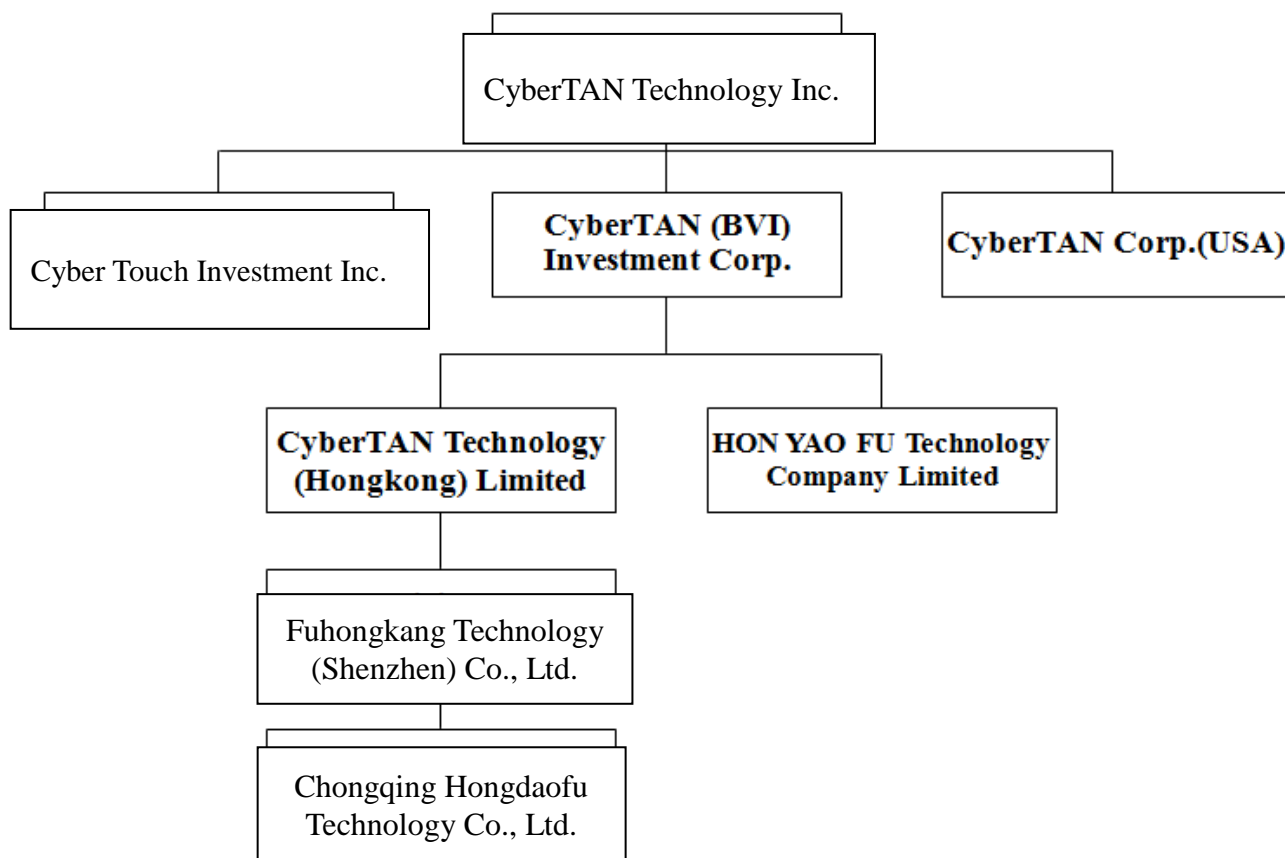 CyberTAN Technology Inc.
Cyber Touch Investment Inc.
CyberTAN (BVI)
Investment Corp.
CyberTAN Corp.(USA)
CyberTAN Technology
(Hongkong) Limited
HON YAO FU Technology
Company Limited
Fuhongkang Technology
(Shenzhen) Co., Ltd.
Chongqing Hongdaofu
Technology Co., Ltd.